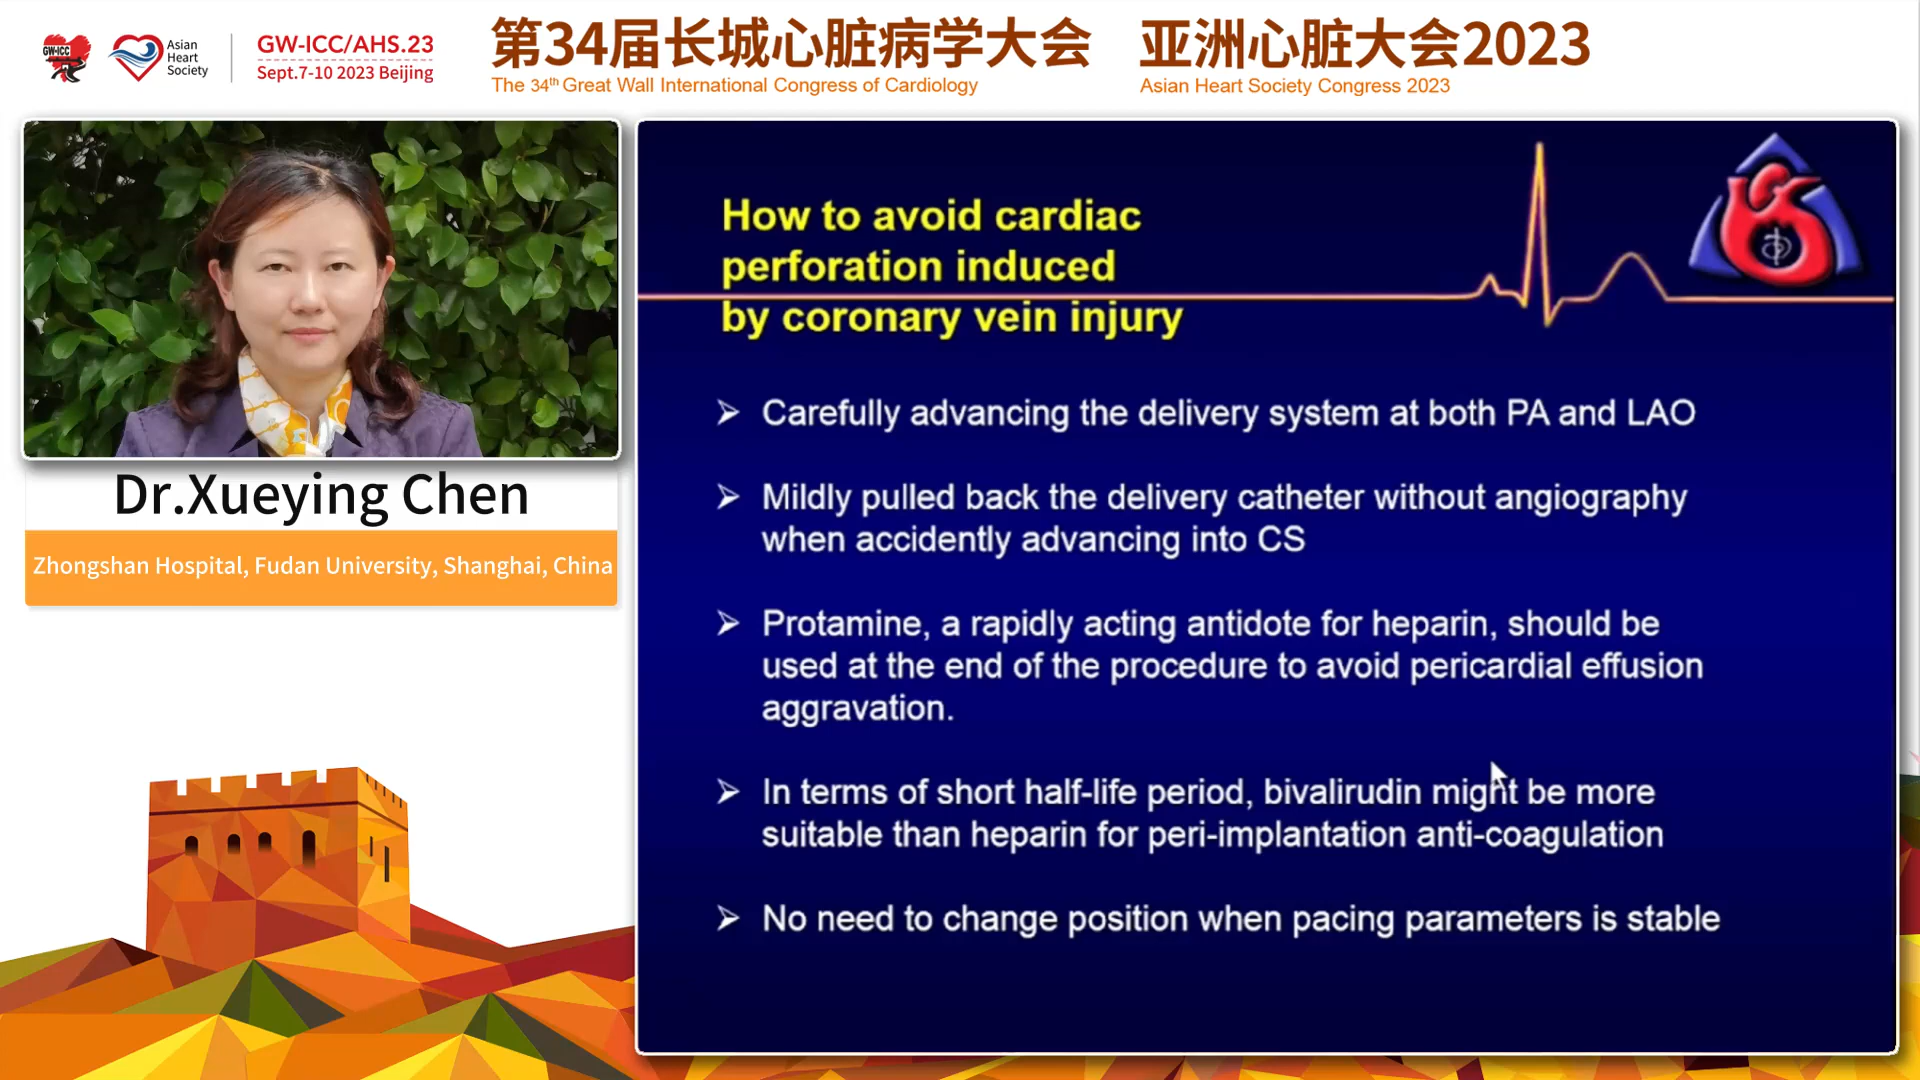 GW-ICC
Asian
Heart
Society
GW-ICC/AHS.23
Sept.7-10 2023 Beijing
第34届长城心脏病学大会
The 34th Great Wall International Congress of Cardiology
亚洲心脏大会2023
Asian Heart Society Congress 2023
Dr.Xueying Chen
Zhongshan Hospital, Fudan University, Shanghai, China
How to avoid cardiac
perforation induced
by coronary vein injury
➢ Carefully advancing the delivery system at both PA and LAO
➢ Mildly pulled back the delivery catheter without angiography
when accidently advancing into CS
➢ Protamine, a rapidly acting antidote for heparin, should be
used at the end of the procedure to avoid pericardial effusion
aggravation.
➢ In terms of short half-life period, bivalirudin might be more
suitable than heparin for peri-implantation anti-coagulation
➢ No need to change position when pacing parameters is stable